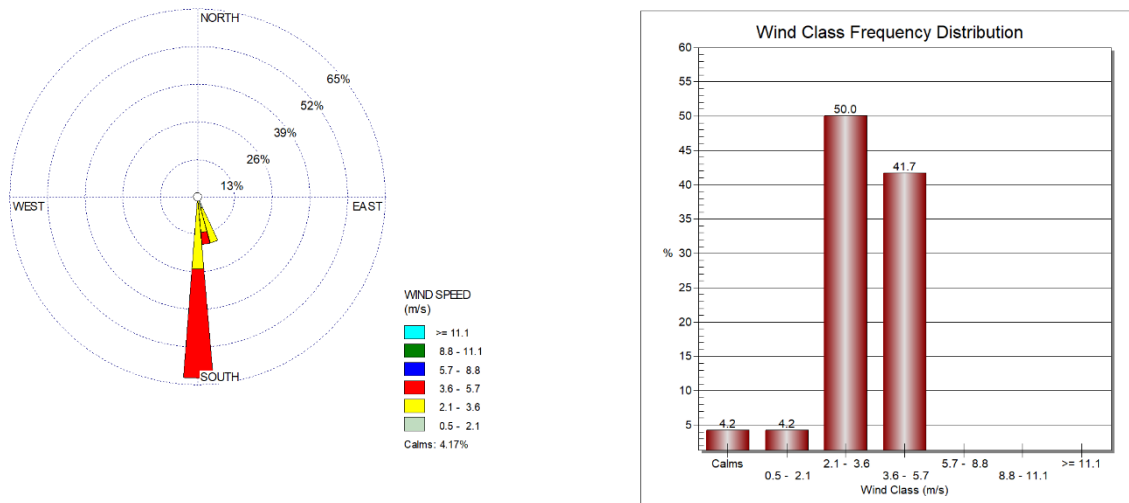 NORTH
65%
52%
39%
26%
13%
WEST
EAST
SOUTH
WIND SPEED
(m/s)
>= 11.1
8.8 - 11.1
5.7 - 8.8
3.6 - 5.7
2.1 - 3.6
0.5 - 2.1
Calms: 4.17%
Wind Class Frequency Distribution
60
55
50
45
40
35
30
25
20
15
10
5
%
4.2
4.2
50.0
41.7
Calms
0.5 - 2.1
2.1 - 3.6
3.6 - 5.7
5.7 - 8.8
8.8 - 11.1
>= 11.1
Wind Class (m/s)